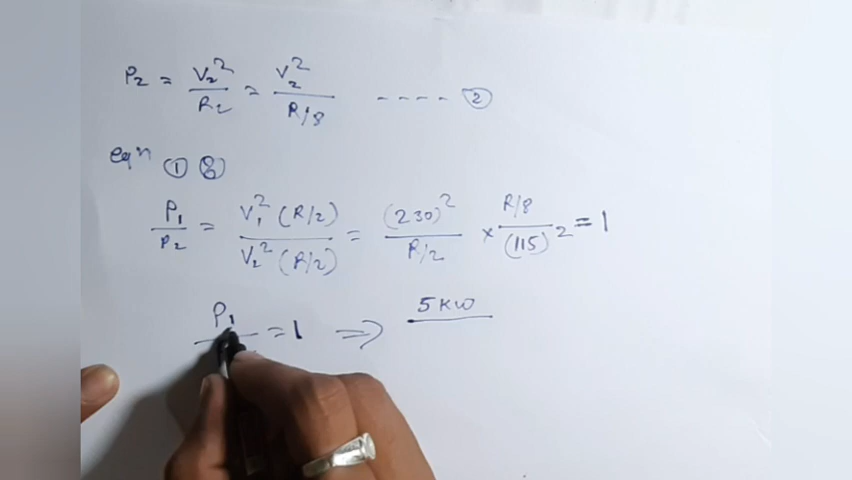 P2 = V2^2 / R2 = V2^2 / R/8 ---- ②
eqn ① &
P1/P2 = V1^2 (R/2) / V2^2 (R/2) = (230)^2 / R/2 × R/8 / (115)2 = 1
P1 = 1 ⇒ 5KW